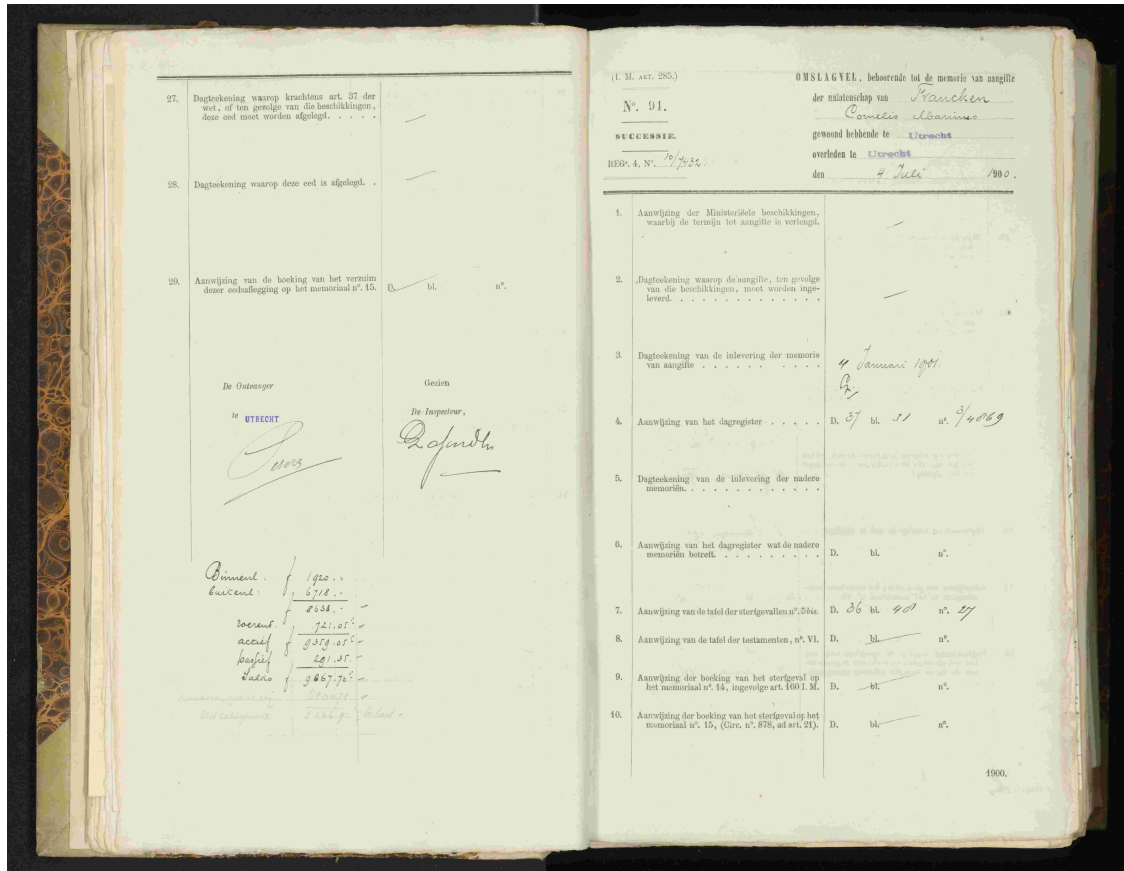 27. Dagteekening waarop krachtens art. 37 der
wet, of ten gevolge van die beschikkingen,
deze eed moet worden afgelegd. . . . .
28. Dagteekening waarop deze eed is afgelegd. .
29. Aanwijzing van de boeking van het verzuim
dezer eedsaflegging op het memoriaal nº. 15. D. bl. nº.
De Ontvanger
te UTRECHT
Gezien
De Inspecteur,
Binnenl. f 1920.-
buitenl. 6718.-
f 8638.-
roerend. 721.05
actief f 9359.05
passief 291.35
Saldo f 9067.70
(I. M. ART. 285.)
Nº. 91.
SUCCESSIE.
REGr. 4, Nº. 10/7432
OMSLAGVEL, behoorende tot de memorie van aangifte
der nalatenschap van Francken
Cornelis Marinus
gewoond hebbende te Utrecht
overleden te Utrecht
den 4 Juli 1900.
1. Aanwijzing der Ministeriëele beschikkingen,
waarbij de termijn tot aangifte is verlengd.
2. Dagteekening waarop de aangifte, ten gevolge
van die beschikkingen, moet worden inge-
leverd. . . . . . . . . . . . . .
3. Dagteekening van de inlevering der memorie
van aangifte . . . . . . . . . . 4 Januari 1901.
4. Aanwijzing van het dagregister . . . . . D. 37 bl. 31 nº. 3/4869
5. Dagteekening van de inlevering der nadere
memoriën. . . . . . . . . . . . .
6. Aanwijzing van het dagregister wat de nadere
memoriën betreft. . . . . . . . . . D. bl. nº.
7. Aanwijzing van de tafel der sterfgevallen nº. 5bis. D. 36 bl. 48 nº. 27
8. Aanwijzing van de tafel der testamenten, nº. VI. D. bl. nº.
9. Aanwijzing der boeking van het sterfgeval op
het memoriaal nº. 14, ingevolge art. 160 I. M. D. bl. nº.
10. Aanwijzing der boeking van het sterfgeval op het
memoriaal nº. 15, (Circ. nº. 878, ad art. 21). D. bl. nº.
1900.